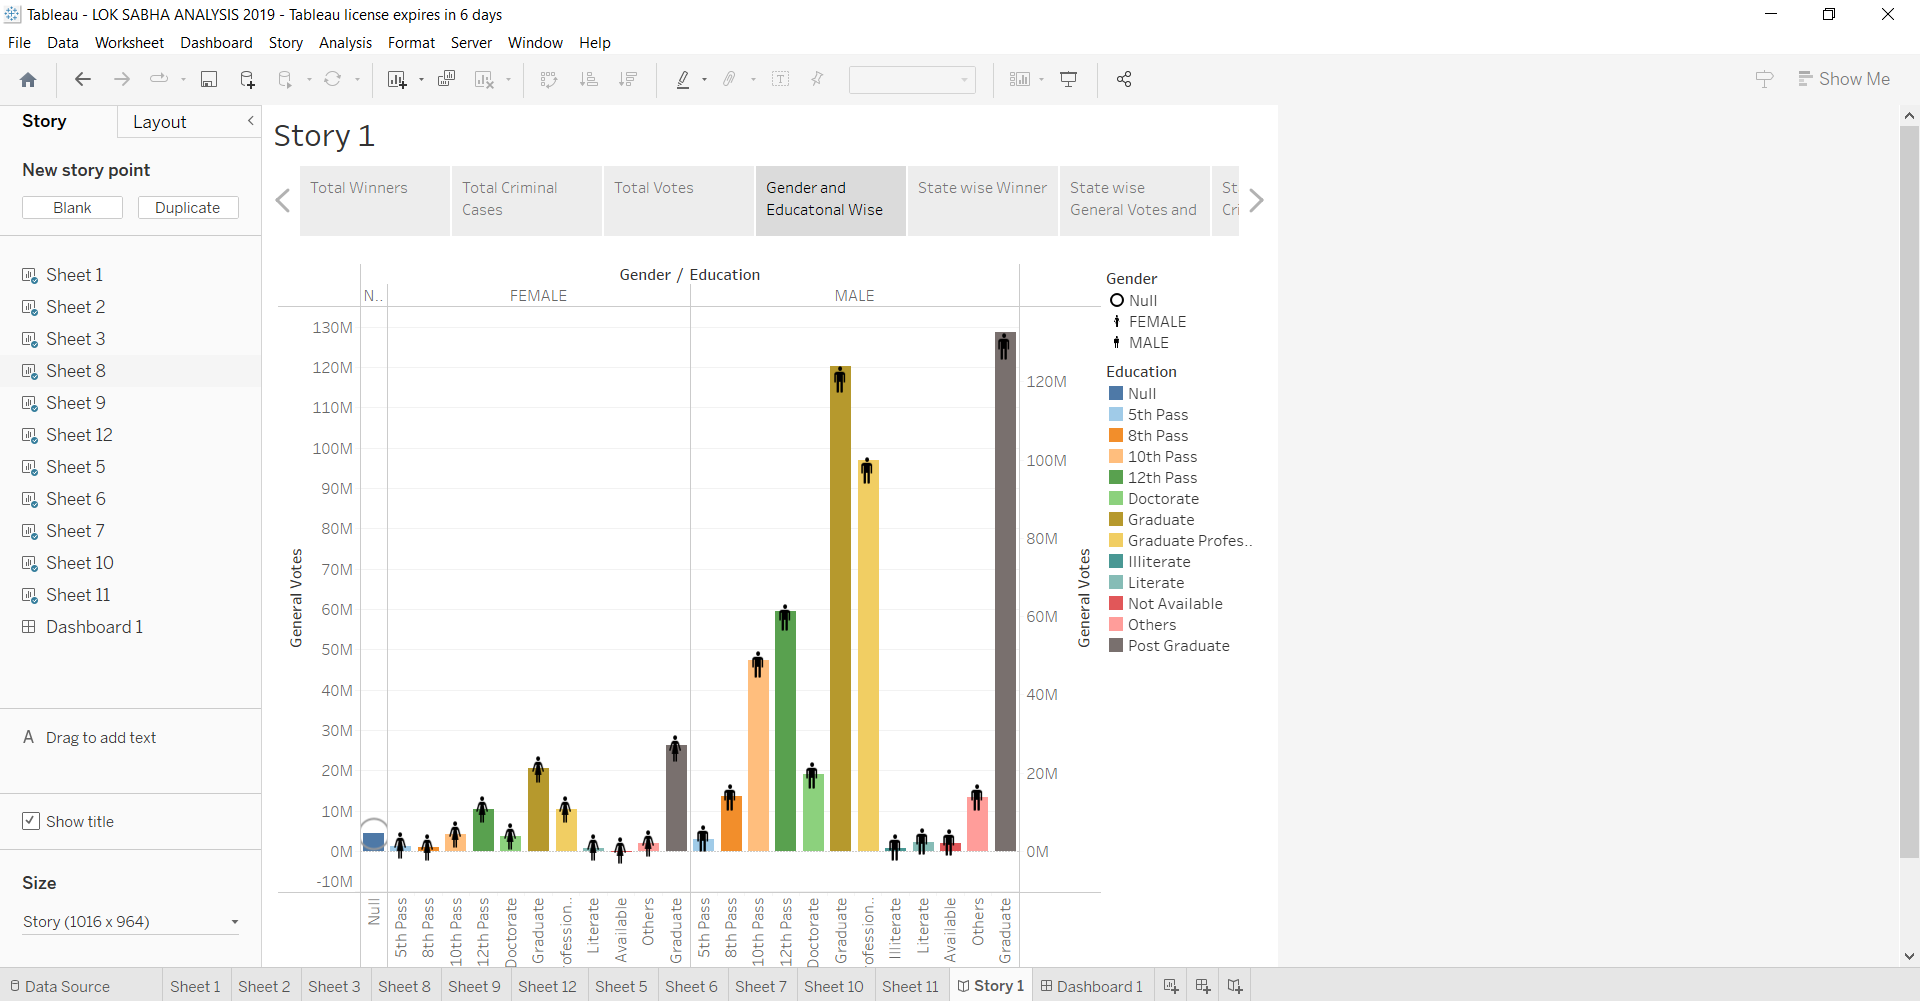 Tableau - LOK SABHA ANALYSIS 2019 - Tableau license expires in 6 days
File Data Worksheet Dashboard Story Analysis Format Server Window Help
Show Me
Story Layout
New story point
Blank Duplicate
Sheet 1
Sheet 2
Sheet 3
Sheet 8
Sheet 9
Sheet 12
Sheet 5
Sheet 6
Sheet 7
Sheet 10
Sheet 11
Dashboard 1
A Drag to add text
Show title
Size
Story (1016 x 964)
Story 1
Total Winners
Total Criminal
Cases
Total Votes
Gender and
Educatonal Wise
State wise Winner
State wise
General Votes and
St
Cri
Gender / Education
N.. FEMALE MALE
General Votes
130M
120M
110M
100M
90M
80M
70M
60M
50M
40M
30M
20M
10M
0M
-10M
120M
100M
80M
60M
40M
20M
0M
General Votes
Null
5th Pass
8th Pass
10th Pass
12th Pass
Doctorate
Graduate
ofession..
Literate
Available
Others
Graduate
5th Pass
8th Pass
10th Pass
12th Pass
Doctorate
Graduate
ofession..
Illiterate
Literate
Available
Others
Graduate
Gender
Null
FEMALE
MALE
Education
Null
5th Pass
8th Pass
10th Pass
12th Pass
Doctorate
Graduate
Graduate Profes..
Illiterate
Literate
Not Available
Others
Post Graduate
Data Source Sheet 1 Sheet 2 Sheet 3 Sheet 8 Sheet 9 Sheet 12 Sheet 5 Sheet 6 Sheet 7 Sheet 10 Sheet 11 Story 1 Dashboard 1